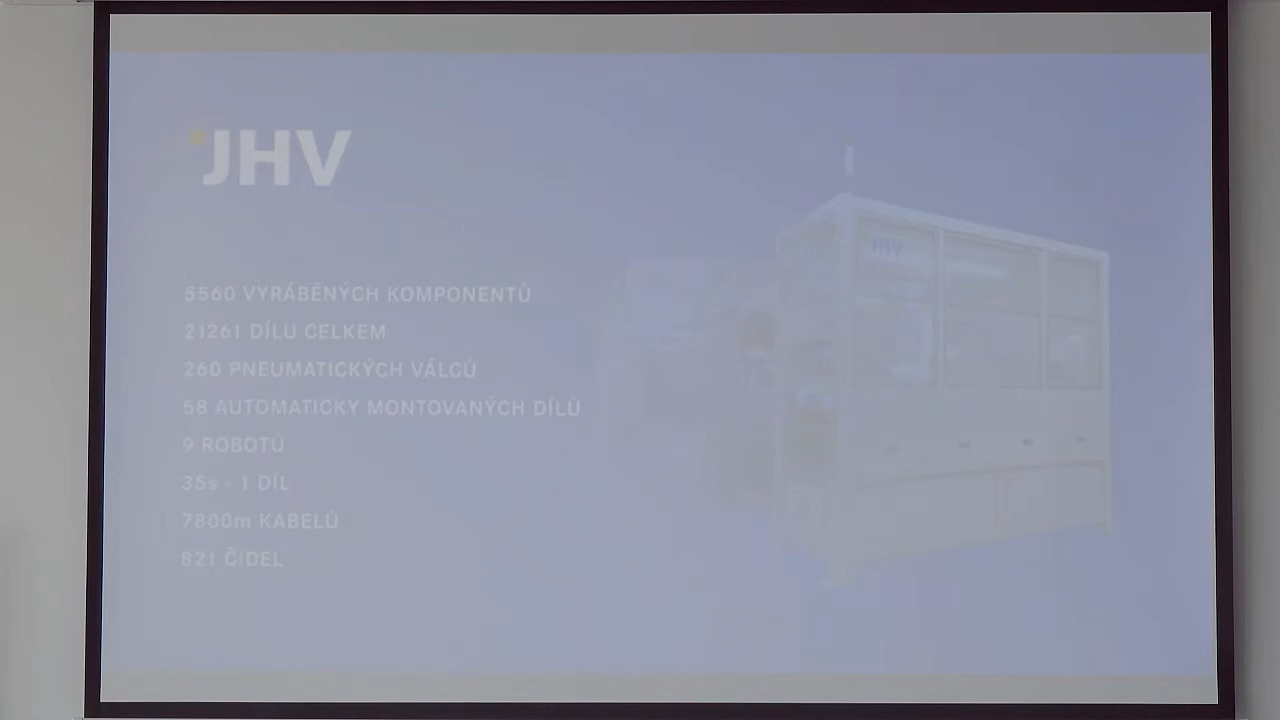 JHV
JHV
5560 VYRÁBĚNÝCH KOMPONENTŮ
21261 DÍLU CELKEM
260 PNEUMATICKÝCH VÁLCŮ
58 AUTOMATICKY MONTOVANÝCH DÍLŮ
9 ROBOTŮ
35s - 1 DÍL
7800m KABELŮ
821 ČIDEL